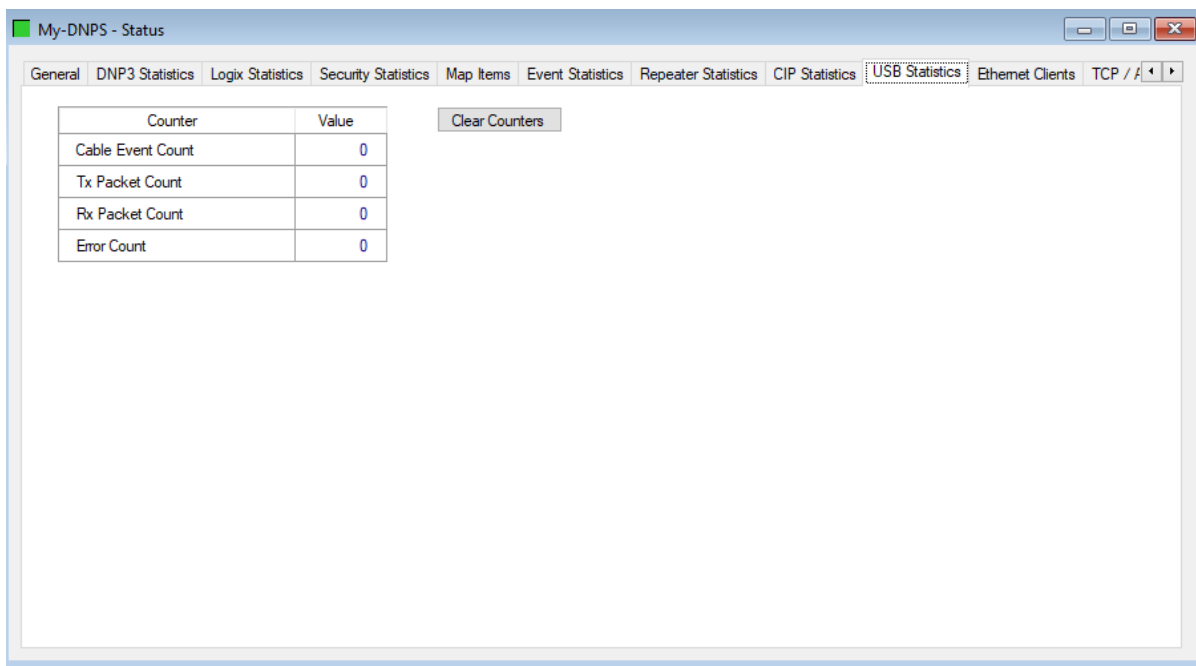 My-DNPS - Status
General DNP3 Statistics Logix Statistics Security Statistics Map Items Event Statistics Repeater Statistics CIP Statistics USB Statistics Ethernet Clients TCP / A
Counter Value Clear Counters
Cable Event Count 0
Tx Packet Count 0
Rx Packet Count 0
Error Count 0